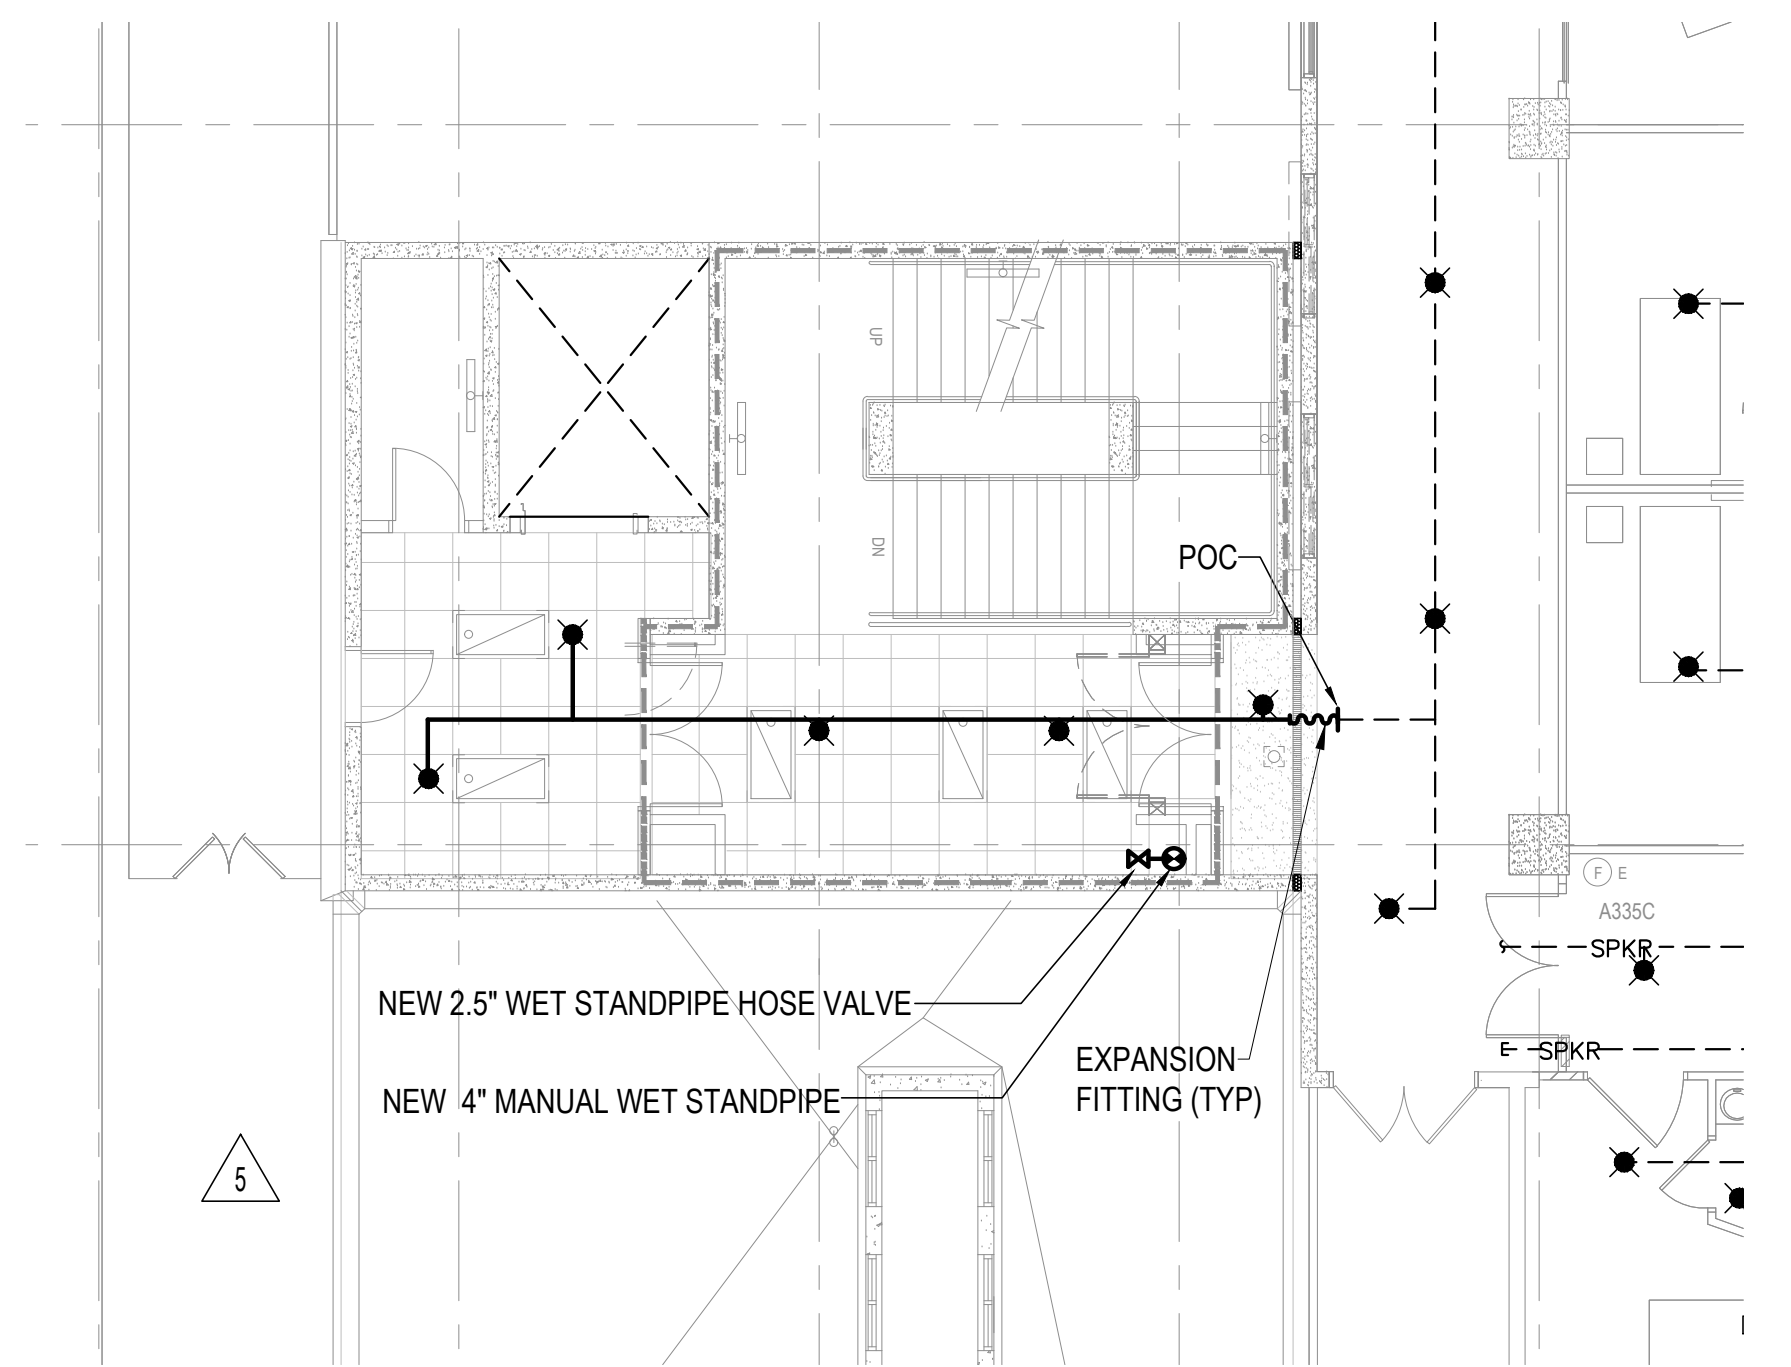 UP
DN
POC
F E
A335C
SPKR
SPKR
NEW 2.5" WET STANDPIPE HOSE VALVE
EXPANSION
FITTING (TYP)
NEW 4" MANUAL WET STANDPIPE
5